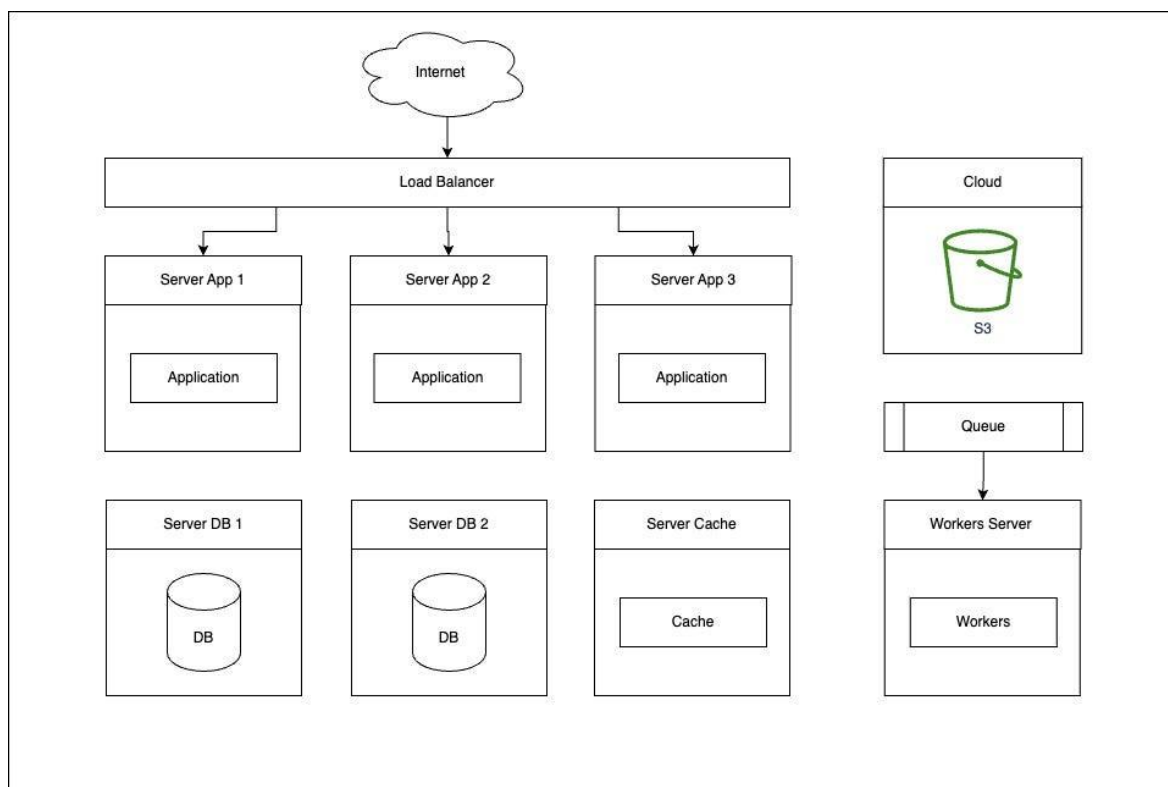 Internet
Load Balancer
Cloud
Server App 1
Server App 2
Server App 3
S3
Application
Application
Application
Queue
Server DB 1
Server DB 2
Server Cache
Workers Server
DB
DB
Cache
Workers